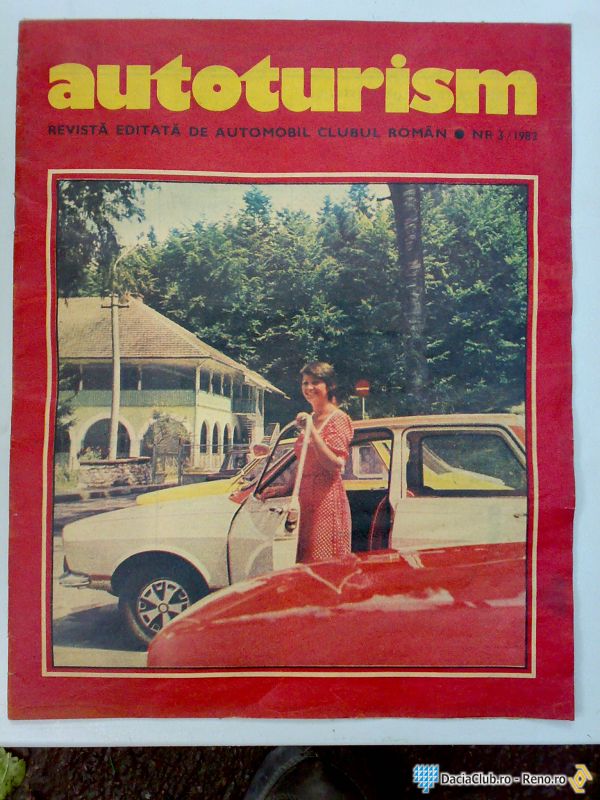 autoturism
REVISTĂ EDITATĂ DE AUTOMOBIL CLUBUL ROMÂN ● NR 3/1982
DaciaClub.ro - Reno.ro